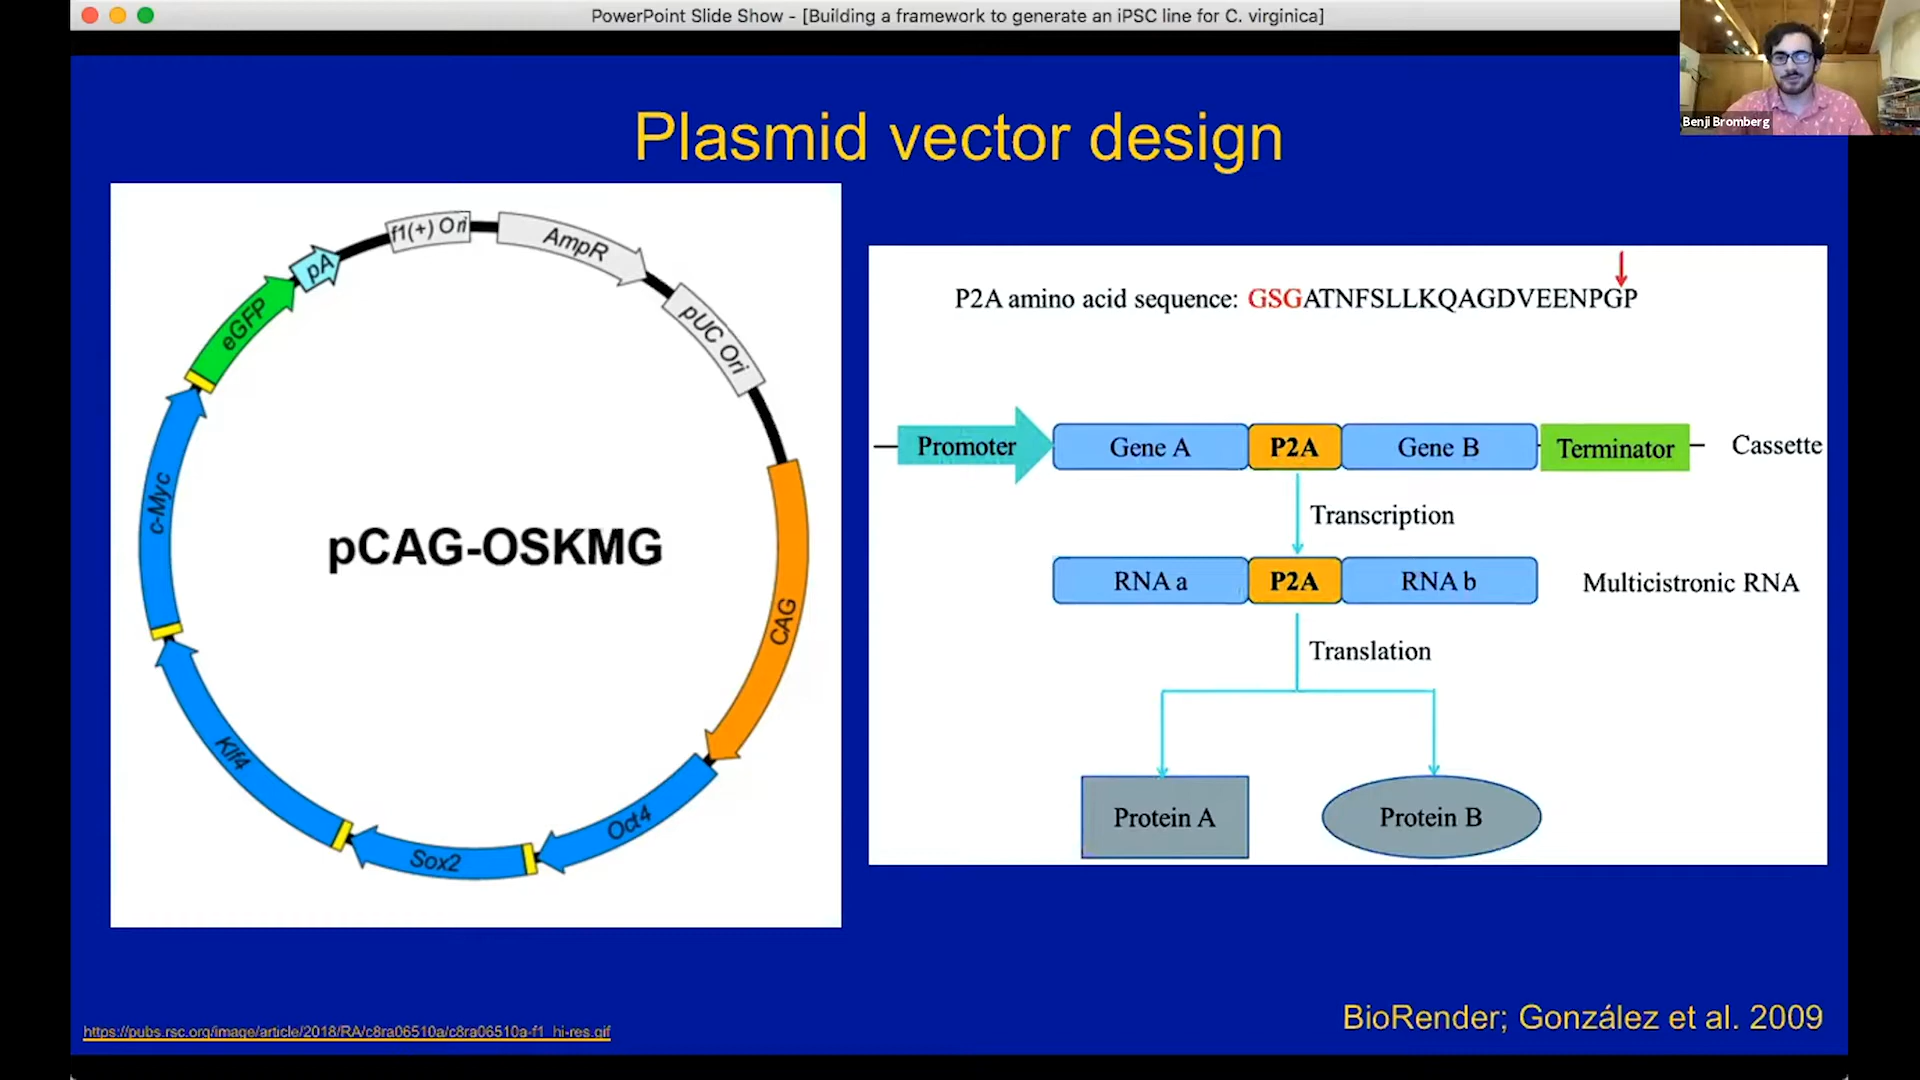 PowerPoint Slide Show - [Building a framework to generate an iPSC line for C. virginica]
Benji Bromberg
Plasmid vector design
f1(+) Ori
AmpR
pA
pUC Ori
eGFP
c-Myc
pCAG-OSKMG
CAG
Klf4
Oct4
Sox2
P2A amino acid sequence: GSGATNFSLLKQAGDVEENPGP
Promoter
Gene A
P2A
Gene B
Terminator
Cassette
Transcription
RNA a
P2A
RNA b
Multicistronic RNA
Translation
Protein A
Protein B
https://pubs.rsc.org/image/article/2018/RA/c8ra06510a/c8ra06510a-f1_hi-res.gif
BioRender; González et al. 2009